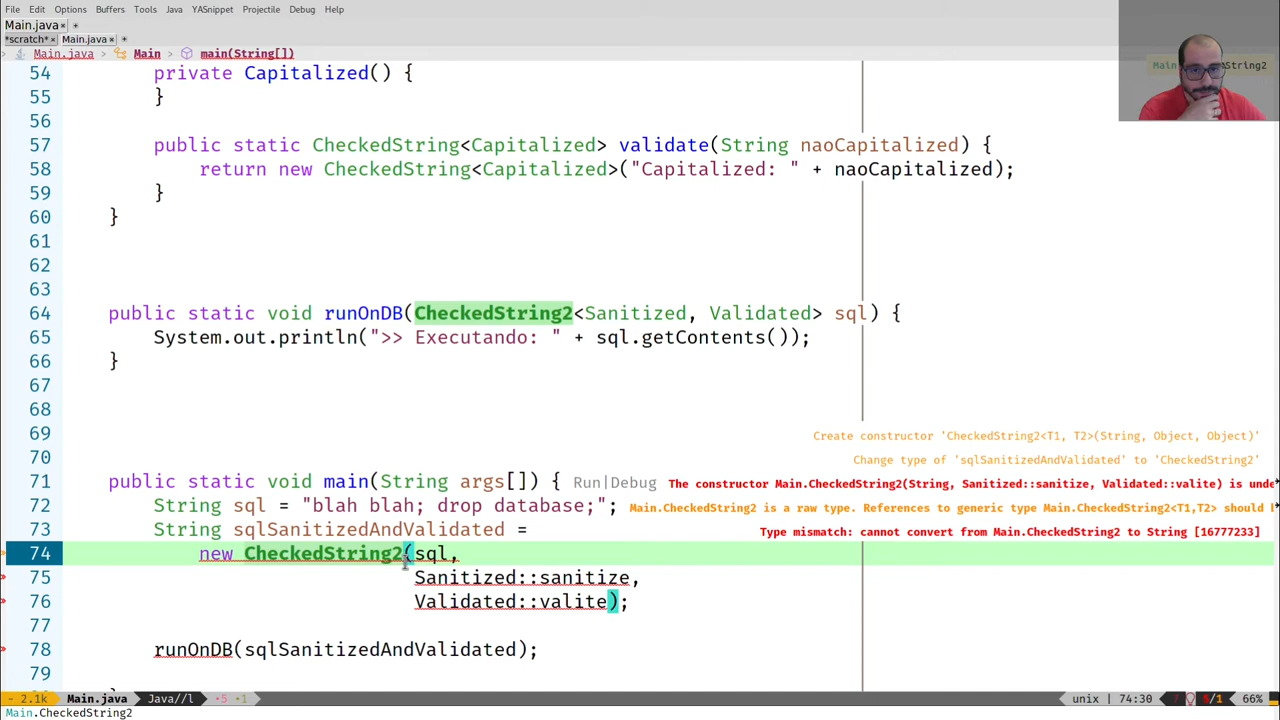 File Edit Options Buffers Tools Java YASnippet Projectile Debug Help
Main.java × +
*scratch* × Main.java × +
Main.java › Main › main(String[])
String2
54 private Capitalized() {
55 }
56
57 public static CheckedString<Capitalized> validate(String naoCapitalized) {
58 return new CheckedString<Capitalized>("Capitalized: " + naoCapitalized);
59 }
60 }
61
62
63
64 public static void runOnDB(CheckedString2<Sanitized, Validated> sql) {
65 System.out.println(">> Executando: " + sql.getContents());
66 }
67
68
69
Create constructor 'CheckedString2<T1, T2>(String, Object, Object)'
70
Change type of 'sqlSanitizedAndValidated' to 'CheckedString2'
71 public static void main(String args[]) { Run|Debug The constructor Main.CheckedString2(String, Sanitized::sanitize, Validated::valite) is unde
72 String sql = "blah blah; drop database;"; Main.CheckedString2 is a raw type. References to generic type Main.CheckedString2<T1,T2> should b
73 String sqlSanitizedAndValidated = Type mismatch: cannot convert from Main.CheckedString2 to String [16777233]
74 new CheckedString2(sql,
75 Sanitized::sanitize,
76 Validated::valite);
77
78 runOnDB(sqlSanitizedAndValidated);
79
- 2.1k Main.java Java//l •5 •1 unix | 74:30 5/1 66%
Main.CheckedString2